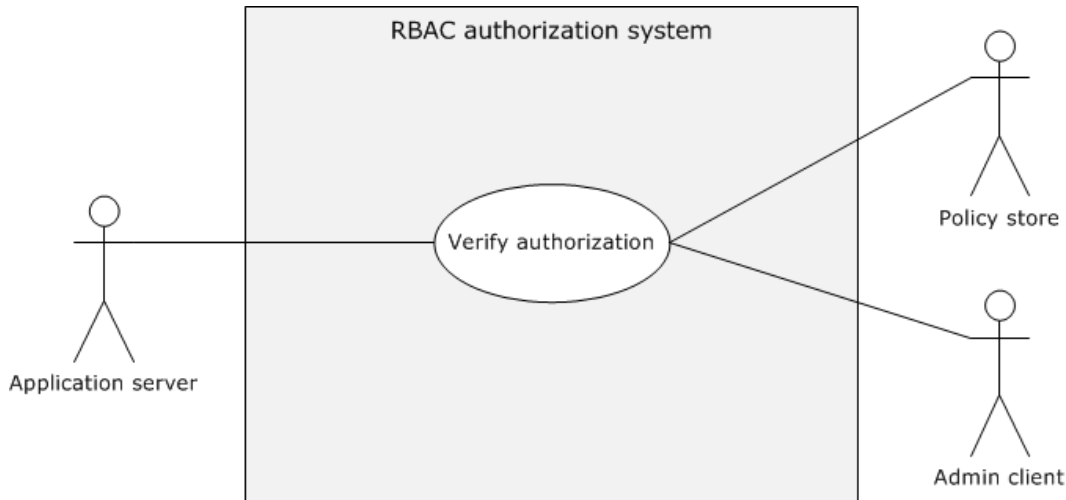 RBAC authorization system
Verify authorization
Policy store
Application server
Admin client